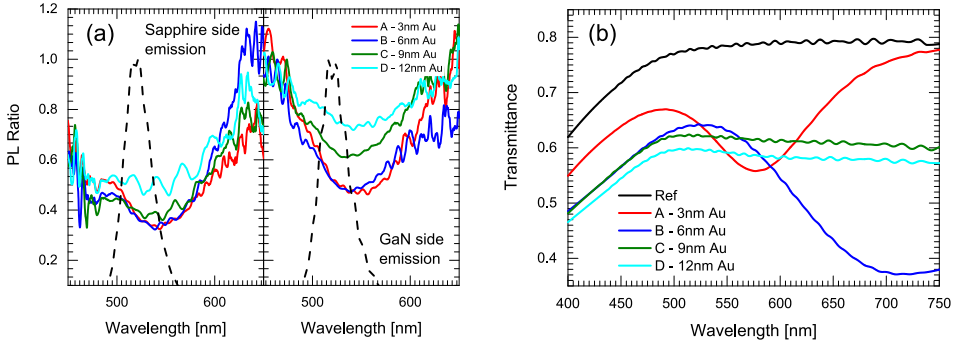 (a)
Sapphire side
emission
A - 3nm Au
B - 6nm Au
C - 9nm Au
D - 12nm Au
GaN side
emission
PL Ratio
1.2
1.0
0.8
0.6
0.4
0.2
500
600
500
600
Wavelength [nm]
Wavelength [nm]
(b)
Transmittance
0.8
0.7
0.6
0.5
0.4
Ref
A - 3nm Au
B - 6nm Au
C - 9nm Au
D - 12nm Au
400
450
500
550
600
650
700
750
Wavelength [nm]